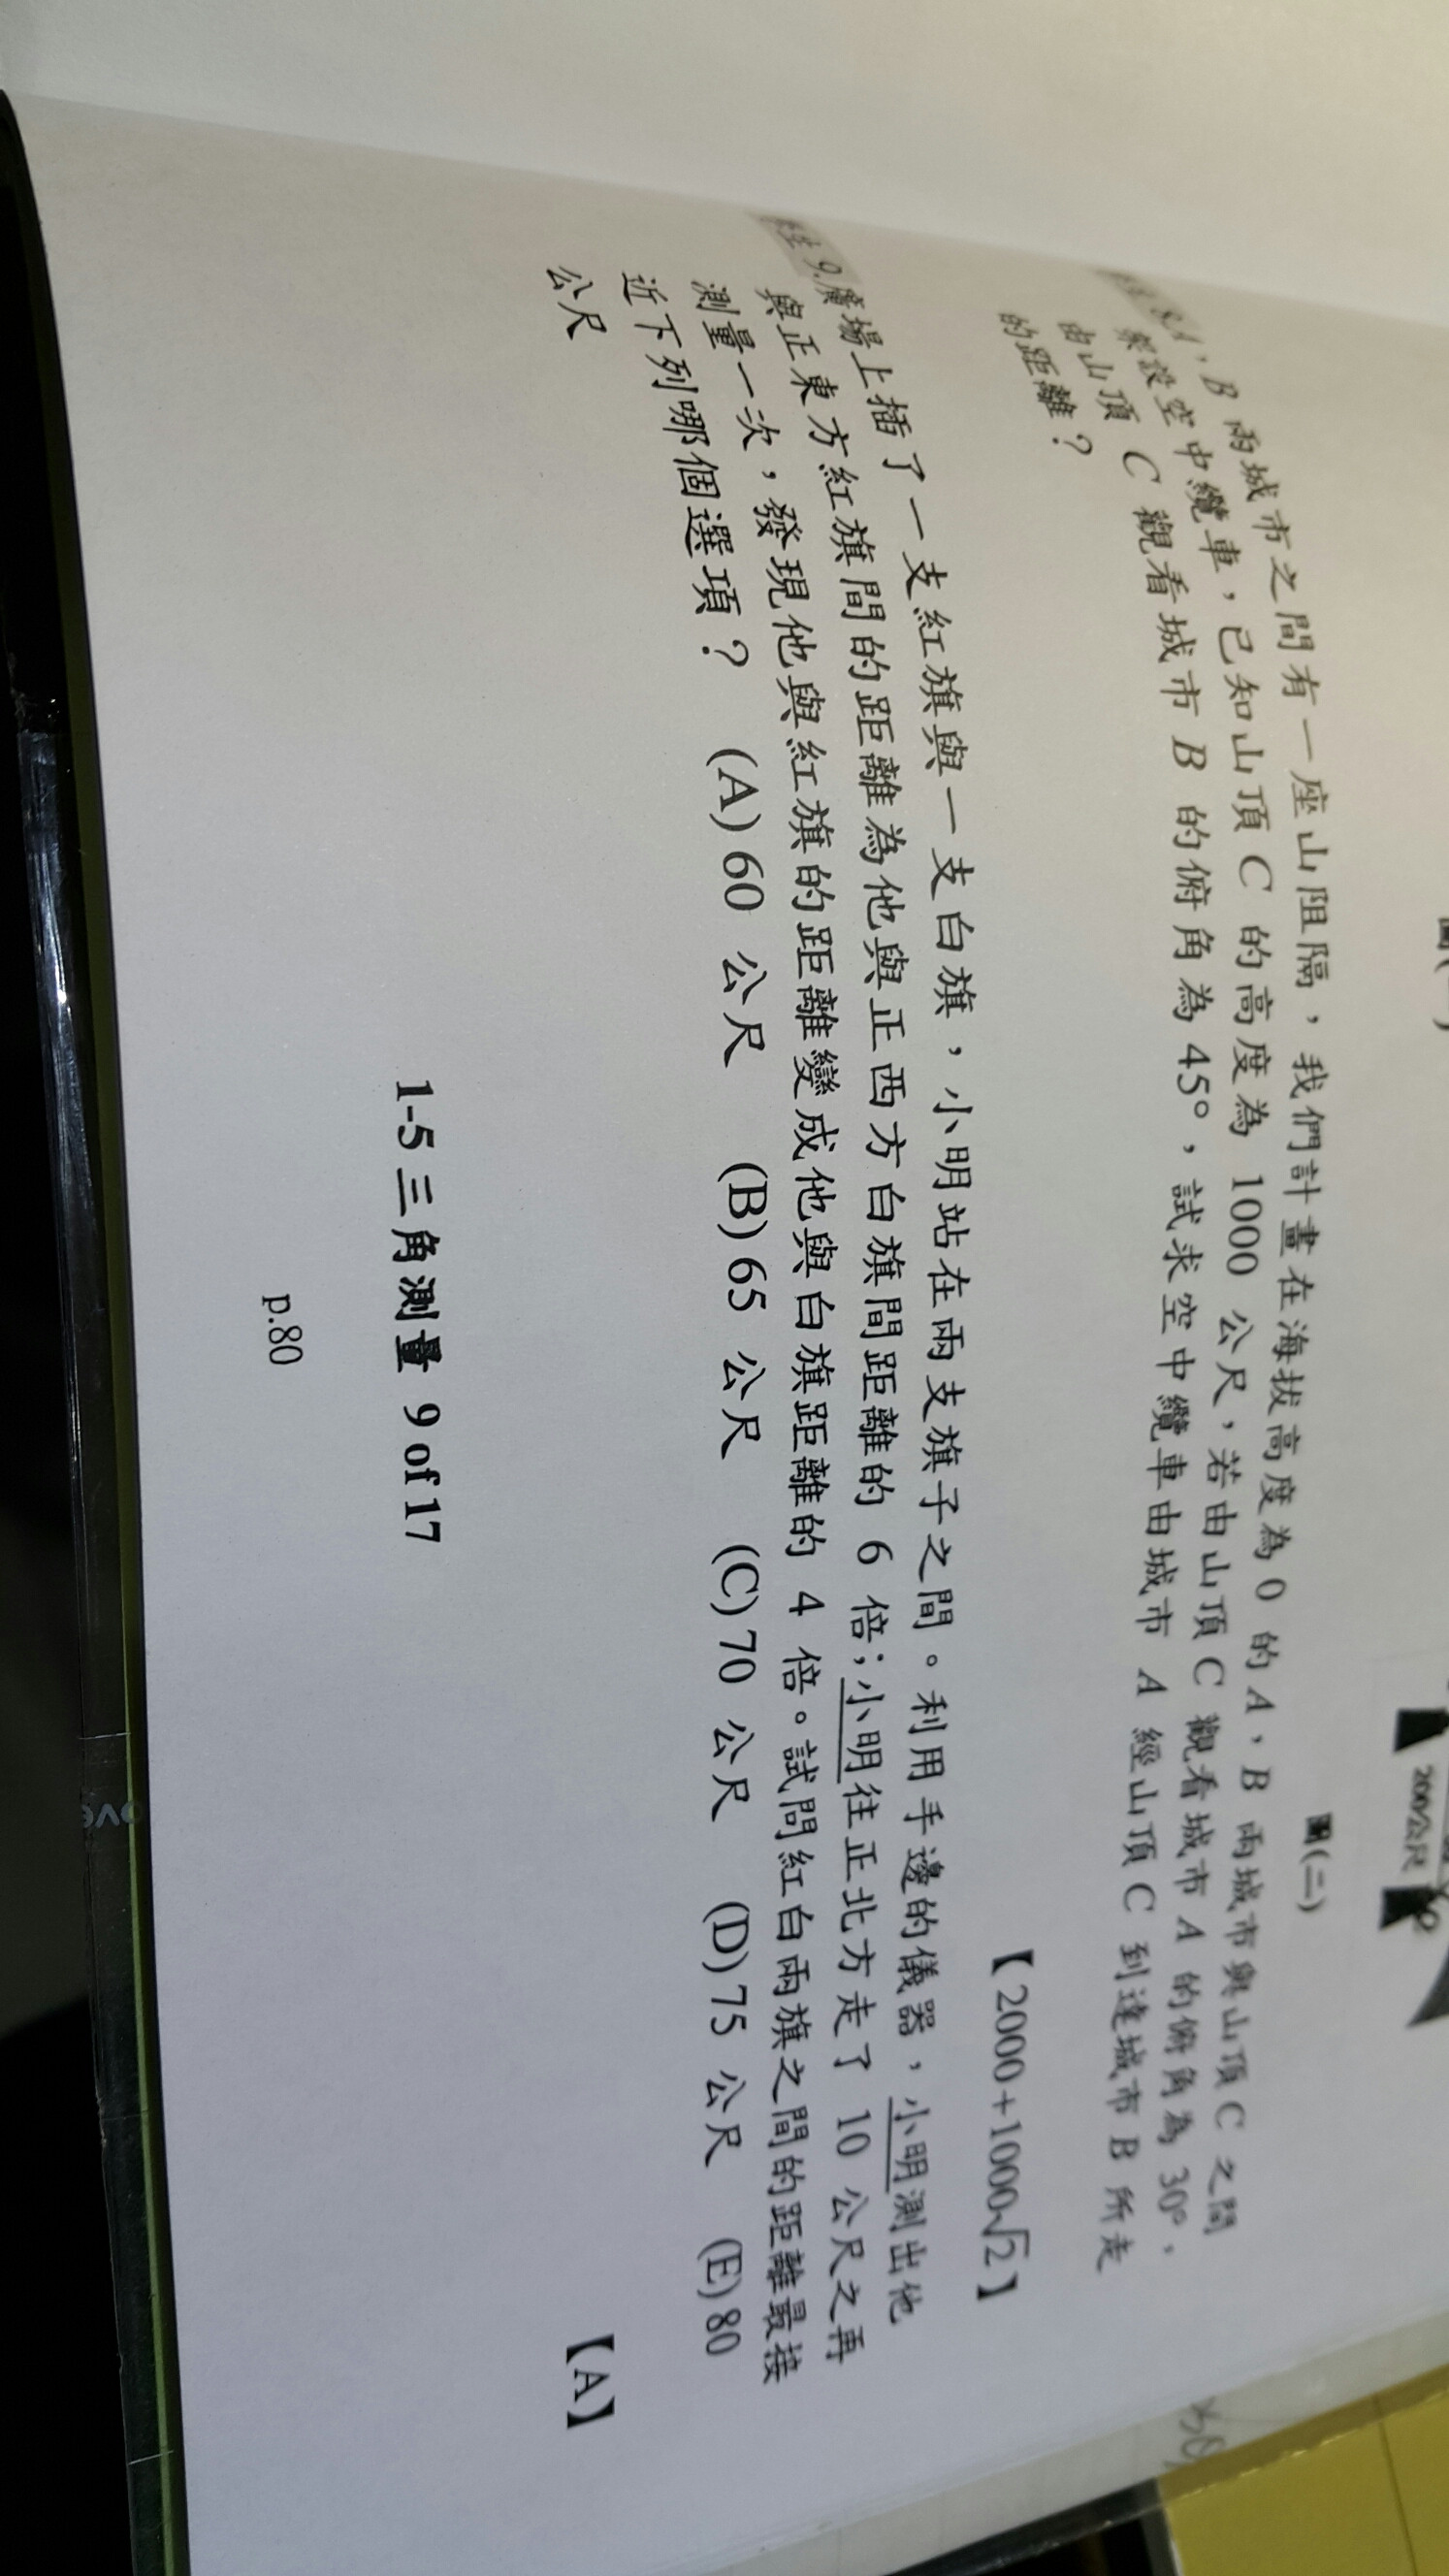 200公尺
圖(二)
8.A，B 兩城市之間有一座山阻隔，我們計畫在海拔高度為 0 的 A，B 兩城市與山頂 C 之間
架設空中纜車，已知山頂 C 的高度為 1000 公尺，若由山頂 C 觀看城市 A 的俯角為 30°，
由山頂 C 觀看城市 B 的俯角為 45°，試求空中纜車由城市 A 經山頂 C 到達城市 B 所走
的距離？
【2000+1000√2】
9.廣場上插了一支紅旗與一支白旗，小明站在兩支旗子之間。利用手邊的儀器，小明測出他
與正東方紅旗間的距離為他與正西方白旗間距離的 6 倍；小明往正北方走了 10 公尺之再
測量一次，發現他與紅旗的距離變成他與白旗距離的 4 倍。試問紅白兩旗之間的距離最接
近下列哪個選項？ (A)60 公尺 (B)65 公尺 (C)70 公尺 (D)75 公尺 (E)80
公尺
【A】
1-5 三角測量 9 of 17
p.80